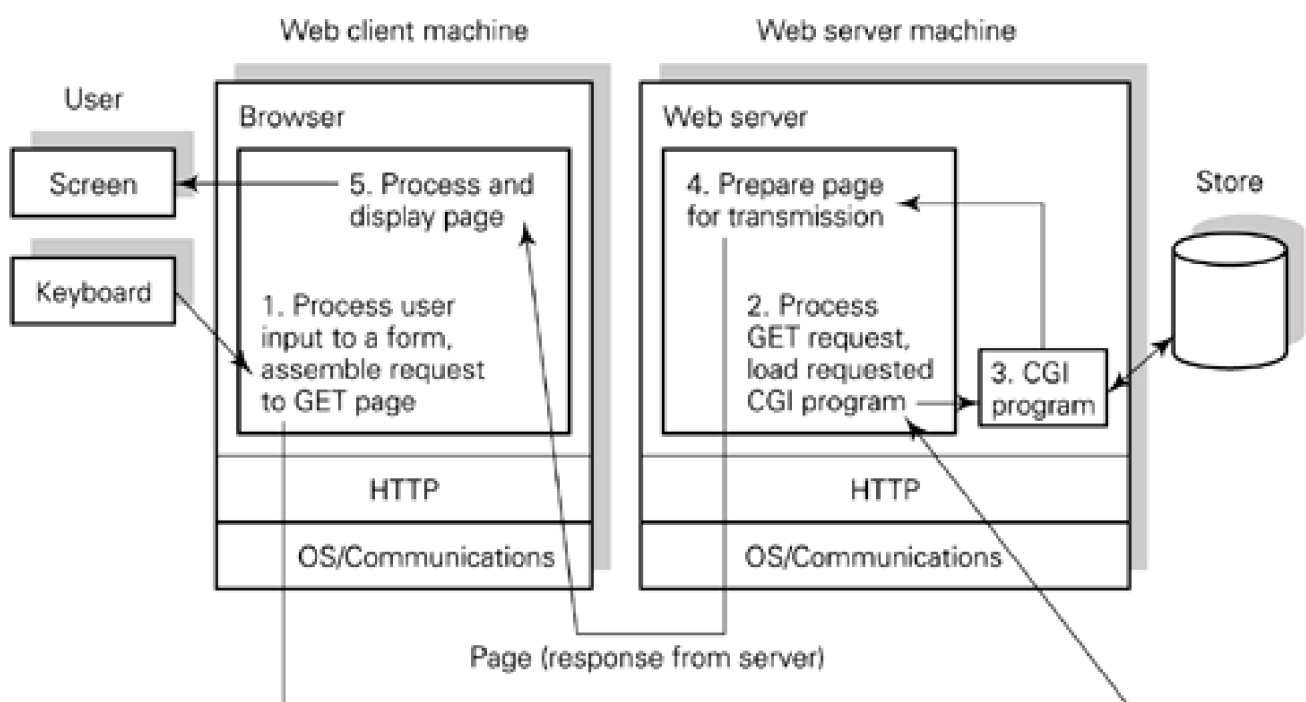 Web client machine
Web server machine
User
Browser
Web server
Screen
5. Process and
display page
4. Prepare page
for transmission
Store
Keyboard
1. Process user
input to a form,
assemble request
to GET page
2. Process
GET request,
load requested
CGI program
3. CGI
program
HTTP
HTTP
OS/Communications
OS/Communications
Page (response from server)